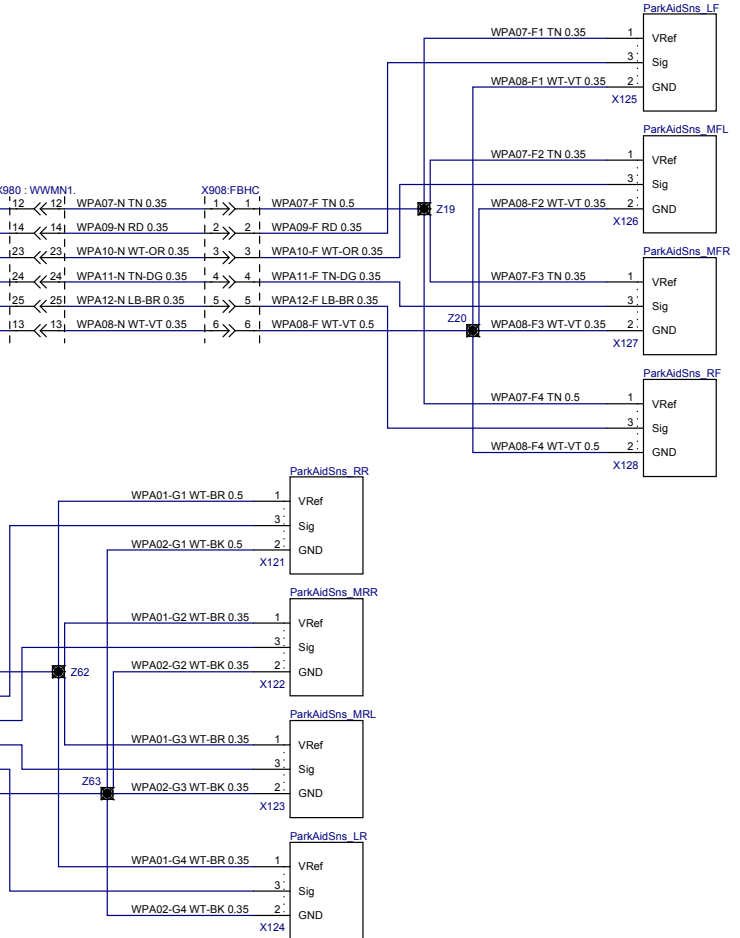 ParkAidSns_LF
WPA07-F1 TN 0.35 1 VRef
3 Sig
WPA08-F1 WT-VT 0.35 2 GND
X125
ParkAidSns_MFL
WPA07-F2 TN 0.35 1 VRef
3 Sig
X980 : WWMN1. X908:FBHC
12 12 WPA07-N TN 0.35 1 1 WPA07-F TN 0.5 Z19
WPA08-F2 WT-VT 0.35 2 GND
X126
14 14 WPA09-N RD 0.35 2 2 WPA09-F RD 0.35
23 23 WPA10-N WT-OR 0.35 3 3 WPA10-F WT-OR 0.35
ParkAidSns_MFR
24 24 WPA11-N TN-DG 0.35 4 4 WPA11-F TN-DG 0.35
WPA07-F3 TN 0.35 1 VRef
25 25 WPA12-N LB-BR 0.35 5 5 WPA12-F LB-BR 0.35
3 Sig
13 13 WPA08-N WT-VT 0.35 6 6 WPA08-F WT-VT 0.5
Z20 WPA08-F3 WT-VT 0.35 2 GND
X127
ParkAidSns_RF
WPA07-F4 TN 0.5 1 VRef
3 Sig
WPA08-F4 WT-VT 0.5 2 GND
X128
ParkAidSns_RR
WPA01-G1 WT-BR 0.5 1 VRef
3 Sig
WPA02-G1 WT-BK 0.5 2 GND
X121
ParkAidSns_MRR
WPA01-G2 WT-BR 0.35 1 VRef
3 Sig
Z62 WPA02-G2 WT-BK 0.35 2 GND
X122
ParkAidSns_MRL
WPA01-G3 WT-BR 0.35 1 VRef
3 Sig
Z63 WPA02-G3 WT-BK 0.35 2 GND
X123
ParkAidSns_LR
WPA01-G4 WT-BR 0.35 1 VRef
3 Sig
WPA02-G4 WT-BK 0.35 2 GND
X124